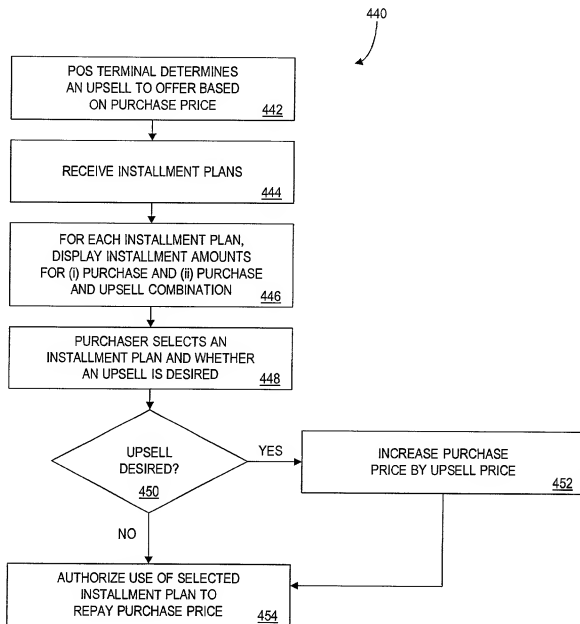 440
POS TERMINAL DETERMINES
AN UPSELL TO OFFER BASED
ON PURCHASE PRICE
442
RECEIVE INSTALLMENT PLANS
444
FOR EACH INSTALLMENT PLAN,
DISPLAY INSTALLMENT AMOUNTS
FOR (i) PURCHASE AND (ii) PURCHASE
AND UPSELL COMBINATION
446
PURCHASER SELECTS AN
INSTALLMENT PLAN AND WHETHER
AN UPSELL IS DESIRED
448
UPSELL
DESIRED?
450
YES
INCREASE PURCHASE
PRICE BY UPSELL PRICE
452
NO
AUTHORIZE USE OF SELECTED
INSTALLMENT PLAN TO
REPAY PURCHASE PRICE
454